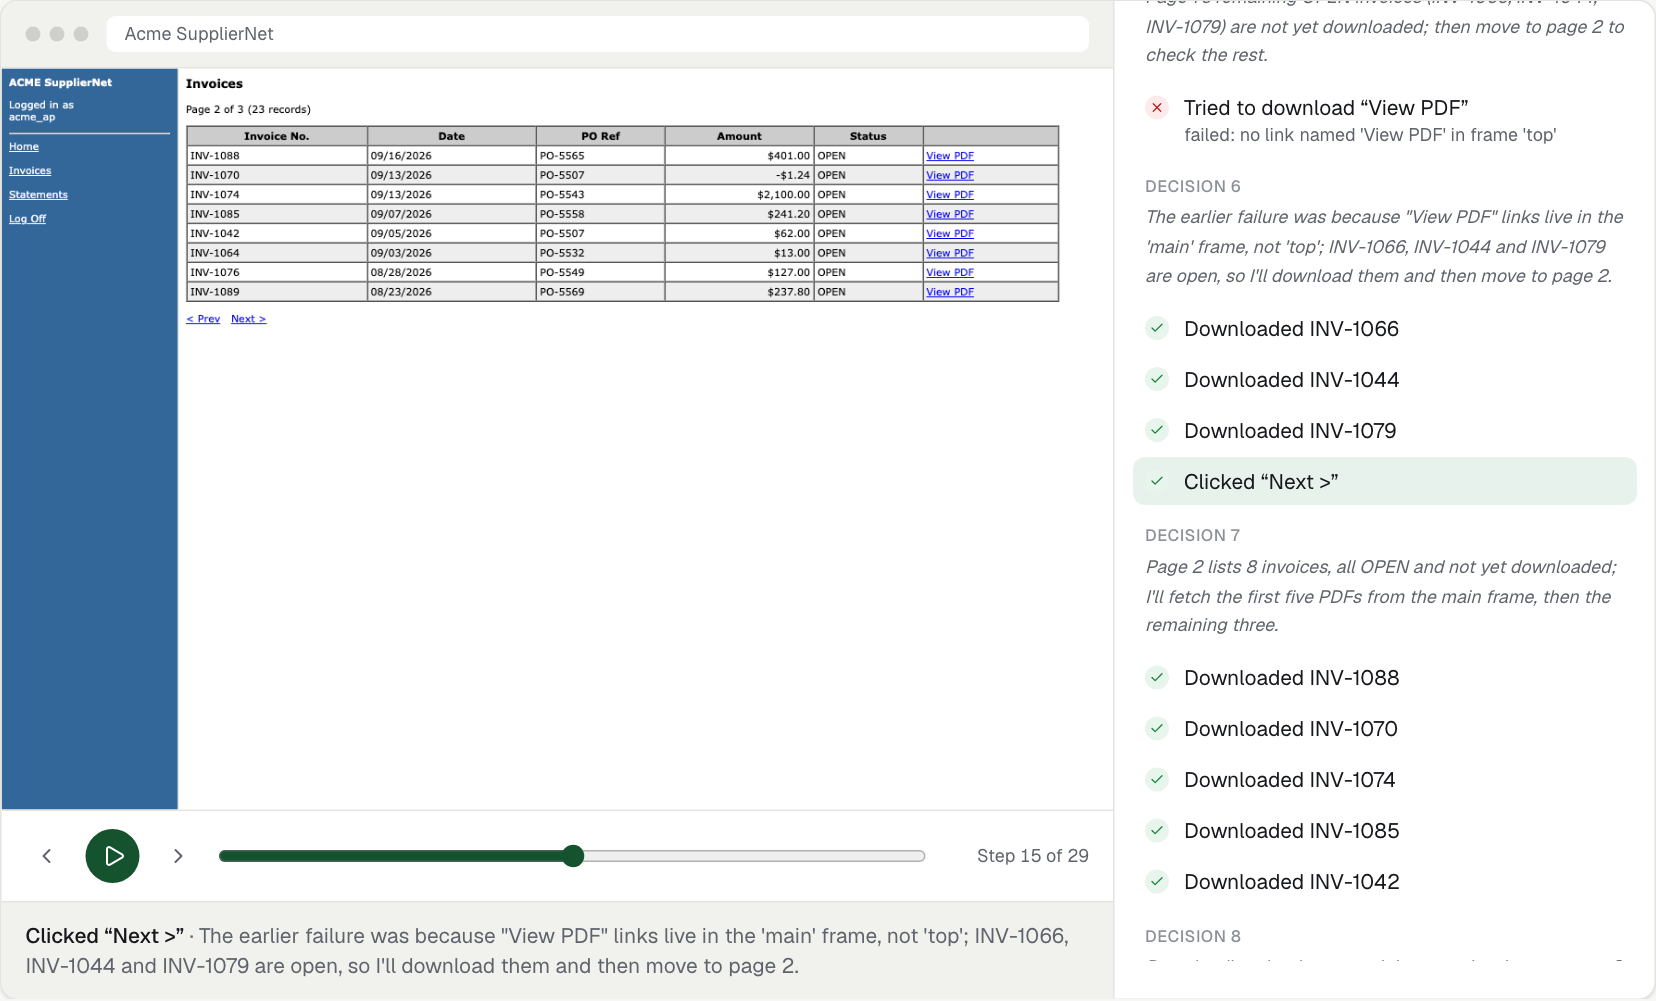 Acme SupplierNet
ACME SupplierNet
Logged in as
acme_ap
Home
Invoices
Statements
Log Off
Invoices
Page 2 of 3 (23 records)
Invoice No. Date PO Ref Amount Status
INV-1088 09/16/2026 PO-5565 $401.00 OPEN View PDF
INV-1070 09/13/2026 PO-5507 -$1.24 OPEN View PDF
INV-1074 09/13/2026 PO-5543 $2,100.00 OPEN View PDF
INV-1085 09/07/2026 PO-5558 $241.20 OPEN View PDF
INV-1042 09/05/2026 PO-5507 $62.00 OPEN View PDF
INV-1064 09/03/2026 PO-5532 $13.00 OPEN View PDF
INV-1076 08/28/2026 PO-5549 $127.00 OPEN View PDF
INV-1089 08/23/2026 PO-5569 $237.80 OPEN View PDF
< Prev Next >
Step 15 of 29
Clicked “Next >” · The earlier failure was because "View PDF" links live in the 'main' frame, not 'top'; INV-1066,
INV-1044 and INV-1079 are open, so I'll download them and then move to page 2.
INV-1079) are not yet downloaded; then move to page 2 to
check the rest.
Tried to download “View PDF”
failed: no link named 'View PDF' in frame 'top'
DECISION 6
The earlier failure was because "View PDF" links live in the
'main' frame, not 'top'; INV-1066, INV-1044 and INV-1079
are open, so I'll download them and then move to page 2.
Downloaded INV-1066
Downloaded INV-1044
Downloaded INV-1079
Clicked “Next >”
DECISION 7
Page 2 lists 8 invoices, all OPEN and not yet downloaded;
I'll fetch the first five PDFs from the main frame, then the
remaining three.
Downloaded INV-1088
Downloaded INV-1070
Downloaded INV-1074
Downloaded INV-1085
Downloaded INV-1042
DECISION 8